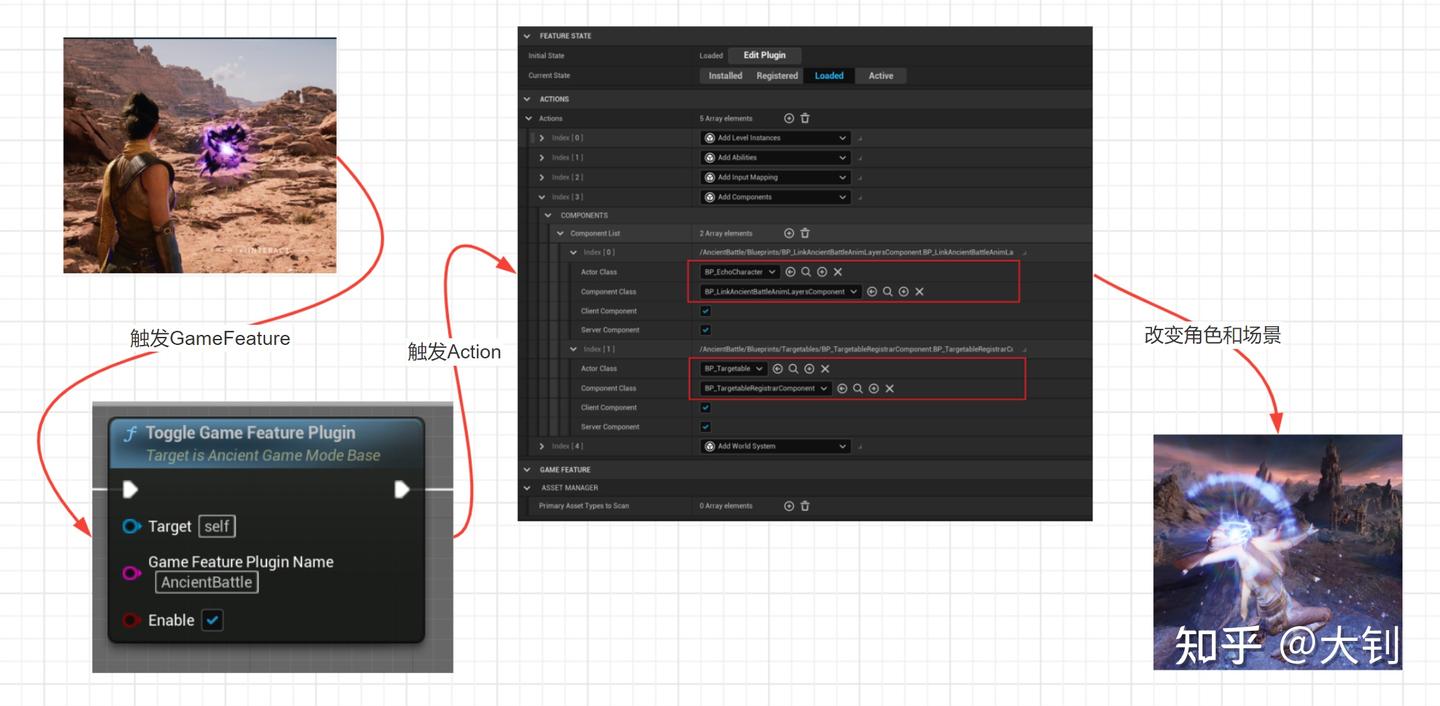 INTERACT
触发GameFeature
Toggle Game Feature Plugin
Target is Ancient Game Mode Base
Target self
Game Feature Plugin Name
AncientBattle
Enable
触发Action
FEATURE STATE
Initial State Loaded Edit Plugin
Current State Installed Registered Loaded Active
ACTIONS
Actions 5 Array elements
Index [ 0 ] Add Level Instances
Index [ 1 ] Add Abilities
Index [ 2 ] Add Input Mapping
Index [ 3 ] Add Components
COMPONENTS
Component List 2 Array elements
Index [ 0 ] /AncientBattle/Blueprints/BP_LinkAncientBattleAnimLayersComponent.BP_LinkAncientBattleAnimLa
Actor Class BP_EchoCharacter
Component Class BP_LinkAncientBattleAnimLayersComponent
Client Component
Server Component
Index [ 1 ] /AncientBattle/Blueprints/Targetables/BP_TargetableRegistrarComponent.BP_TargetableRegistrarC
Actor Class BP_Targetable
Component Class BP_TargetableRegistrarComponent
Client Component
Server Component
Index [ 4 ] Add World System
GAME FEATURE
ASSET MANAGER
Primary Asset Types to Scan 0 Array elements
改变角色和场景
知乎 @大钊